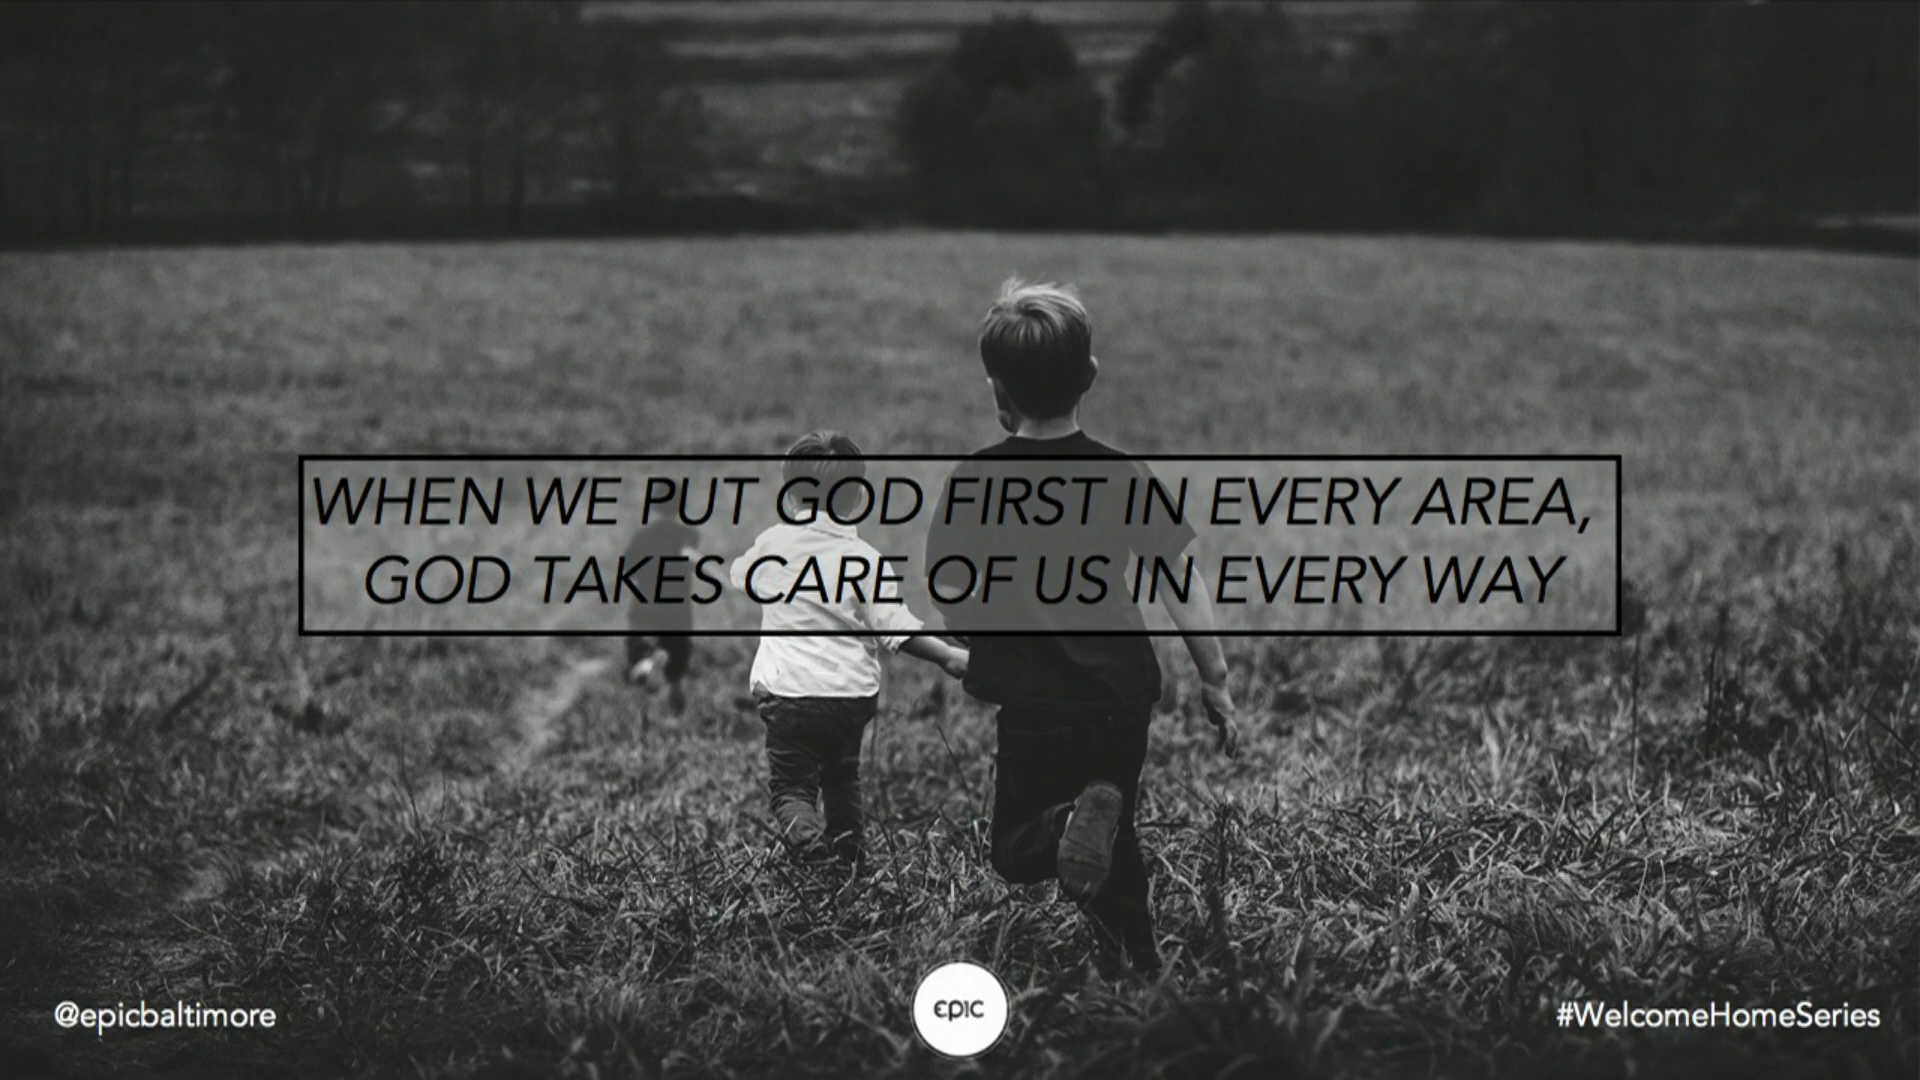 WHEN WE PUT GOD FIRST IN EVERY AREA,
GOD TAKES CARE OF US IN EVERY WAY
@epicbaltimore
epic
#WelcomeHomeSeries